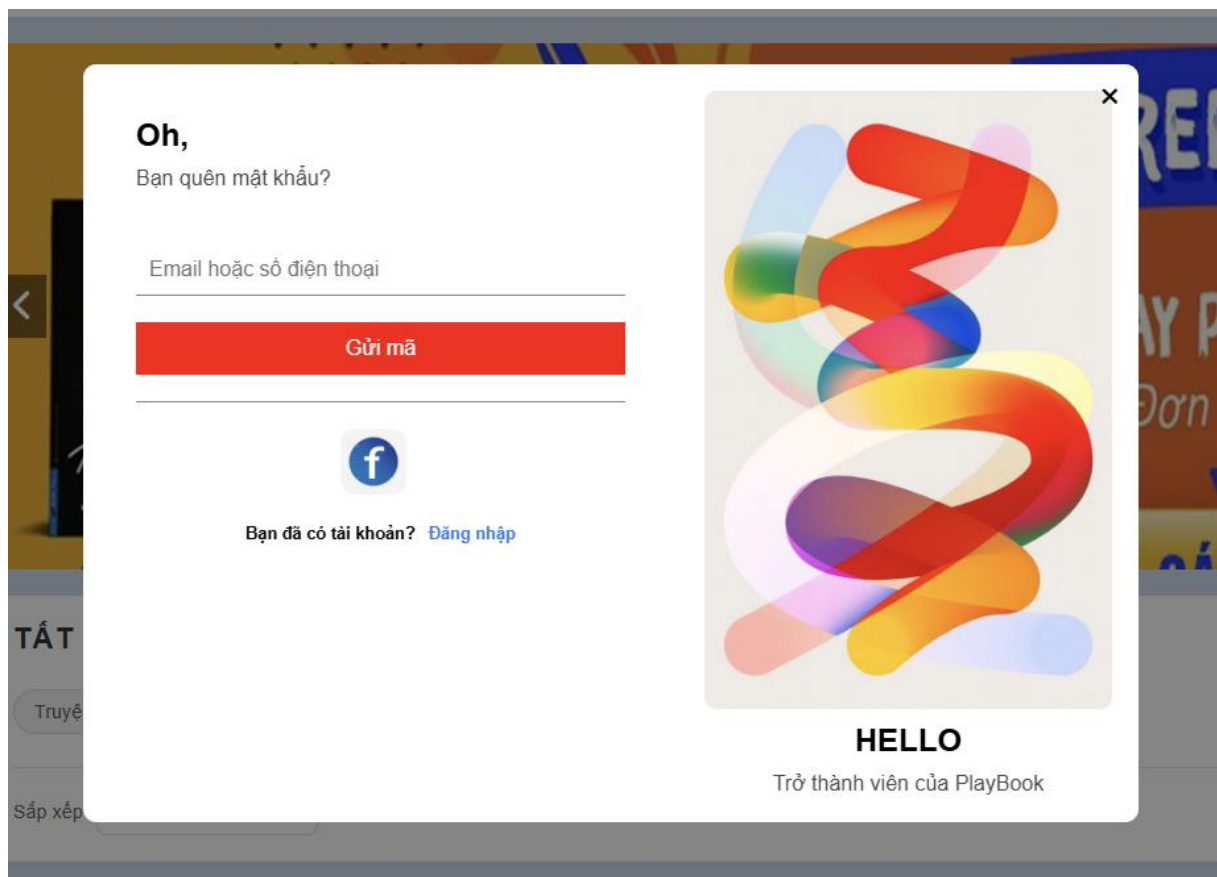 Oh,
Bạn quên mật khẩu?
Email hoặc số điện thoại
Gửi mã
f
Bạn đã có tài khoản? Đăng nhập
HELLO
Trở thành viên của PlayBook
TẤT
Sắp xếp
Đơn